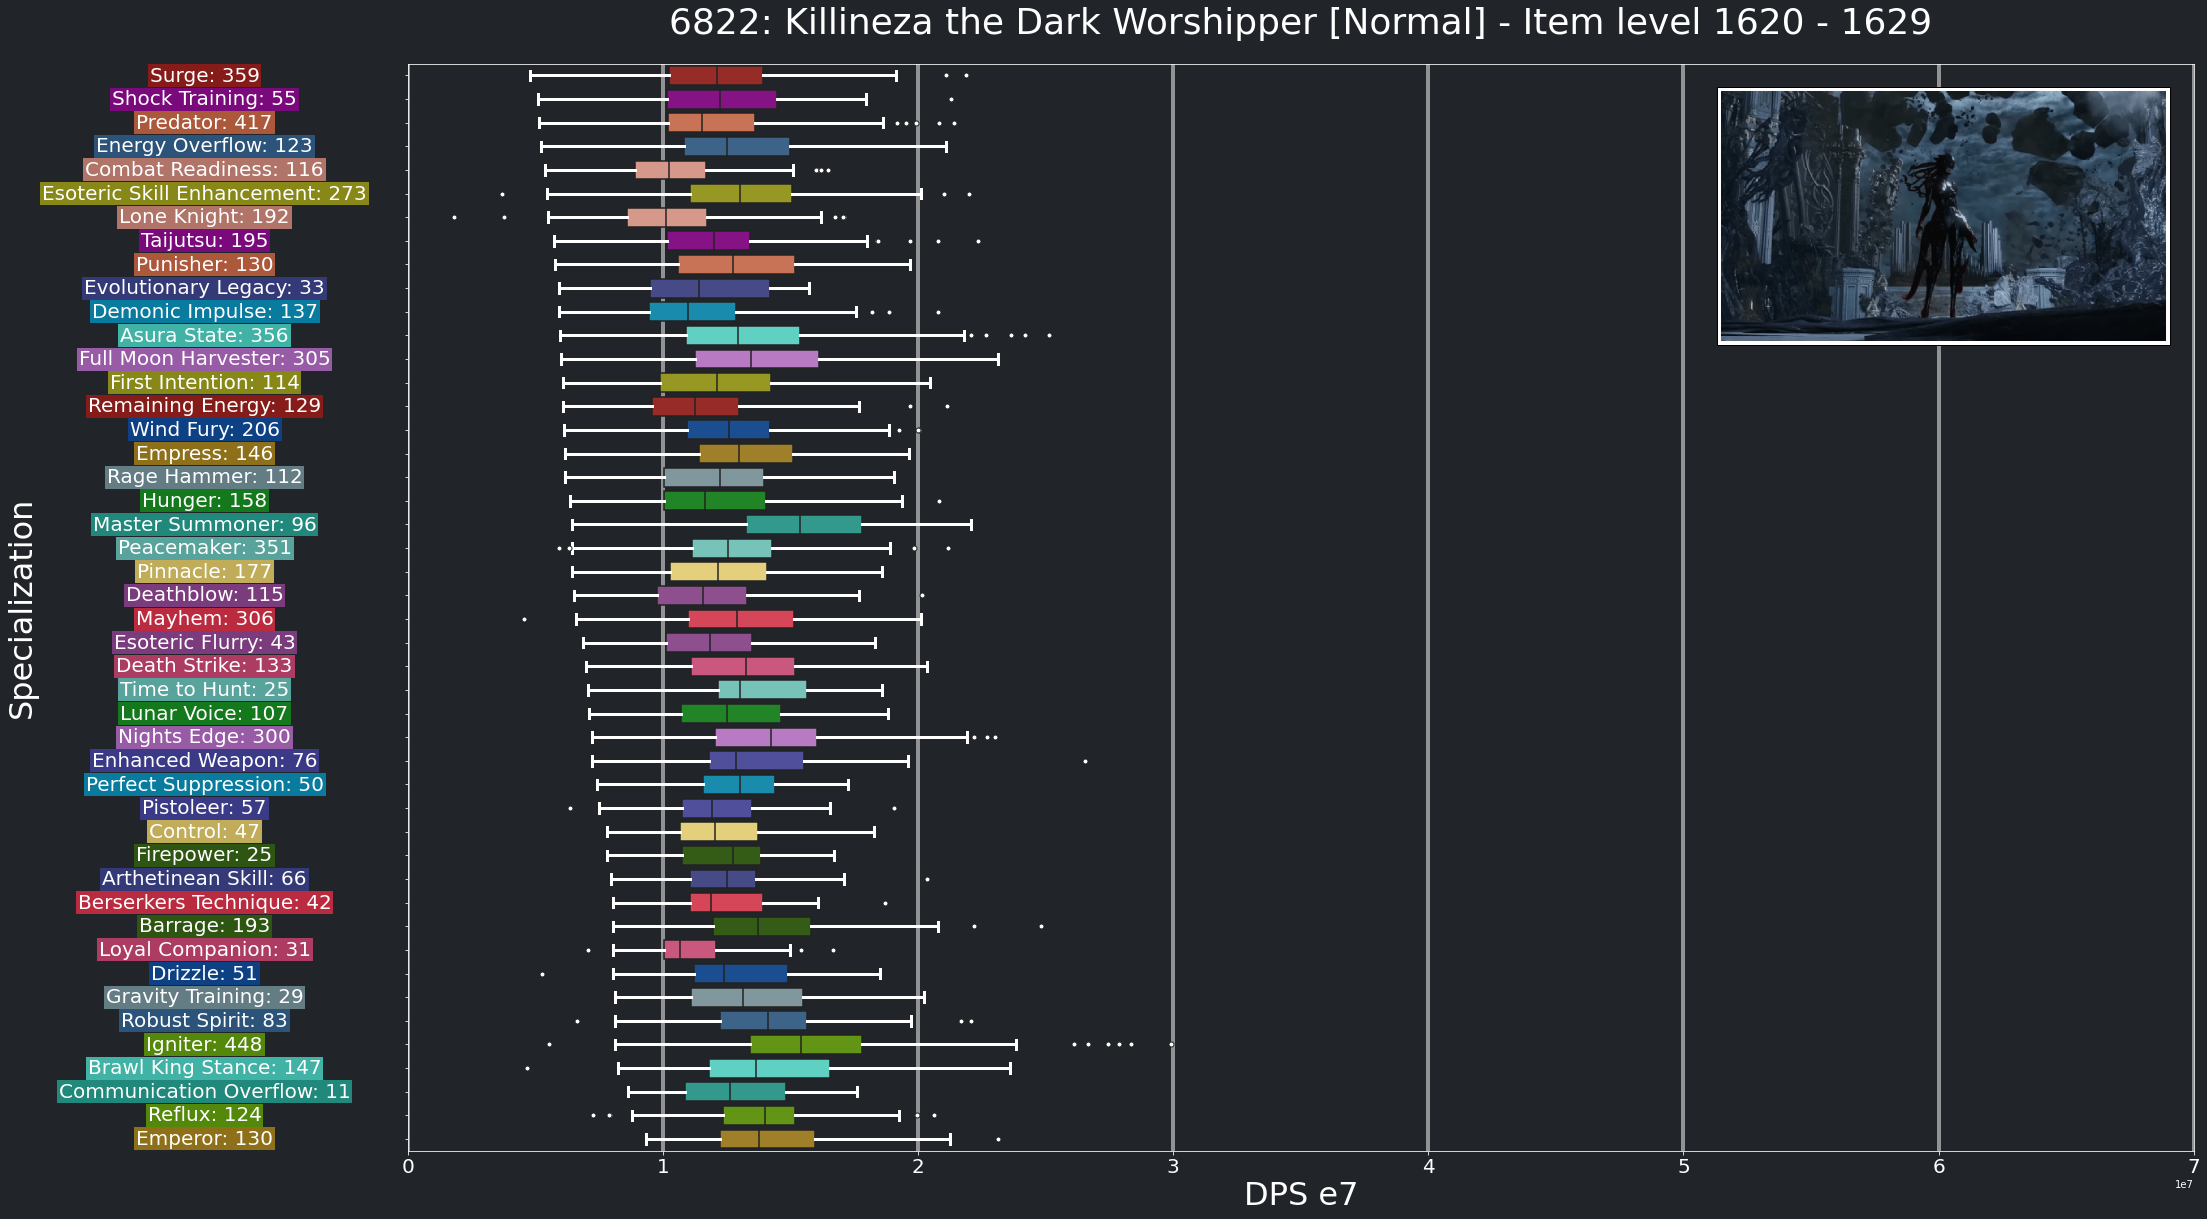 6822: Killineza the Dark Worshipper [Normal] - Item level 1620 - 1629
Specialization
Surge: 359
Shock Training: 55
Predator: 417
Energy Overflow: 123
Combat Readiness: 116
Esoteric Skill Enhancement: 273
Lone Knight: 192
Taijutsu: 195
Punisher: 130
Evolutionary Legacy: 33
Demonic Impulse: 137
Asura State: 356
Full Moon Harvester: 305
First Intention: 114
Remaining Energy: 129
Wind Fury: 206
Empress: 146
Rage Hammer: 112
Hunger: 158
Master Summoner: 96
Peacemaker: 351
Pinnacle: 177
Deathblow: 115
Mayhem: 306
Esoteric Flurry: 43
Death Strike: 133
Time to Hunt: 25
Lunar Voice: 107
Nights Edge: 300
Enhanced Weapon: 76
Perfect Suppression: 50
Pistoleer: 57
Control: 47
Firepower: 25
Arthetinean Skill: 66
Berserkers Technique: 42
Barrage: 193
Loyal Companion: 31
Drizzle: 51
Gravity Training: 29
Robust Spirit: 83
Igniter: 448
Brawl King Stance: 147
Communication Overflow: 11
Reflux: 124
Emperor: 130
0 1 2 3 4 5 6 7
1e7
DPS e7